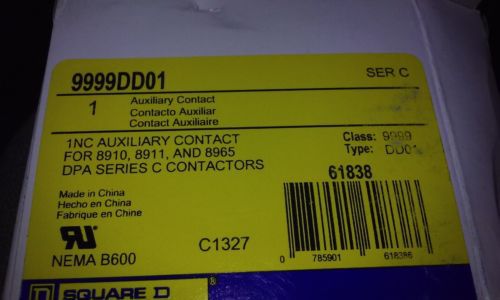 9999DD01
SER C
1
Auxiliary Contact
Contacto Auxiliar
Contact Auxiliaire
1NC AUXILIARY CONTACT
FOR 8910, 8911, AND 8965
DPA SERIES C CONTACTORS
Class: 9999
Type: DD01
61838
Made in China
Hecho en China
Fabrique en Chine
NEMA B600
C1327
0 785901 618386
D SQUARE D ®